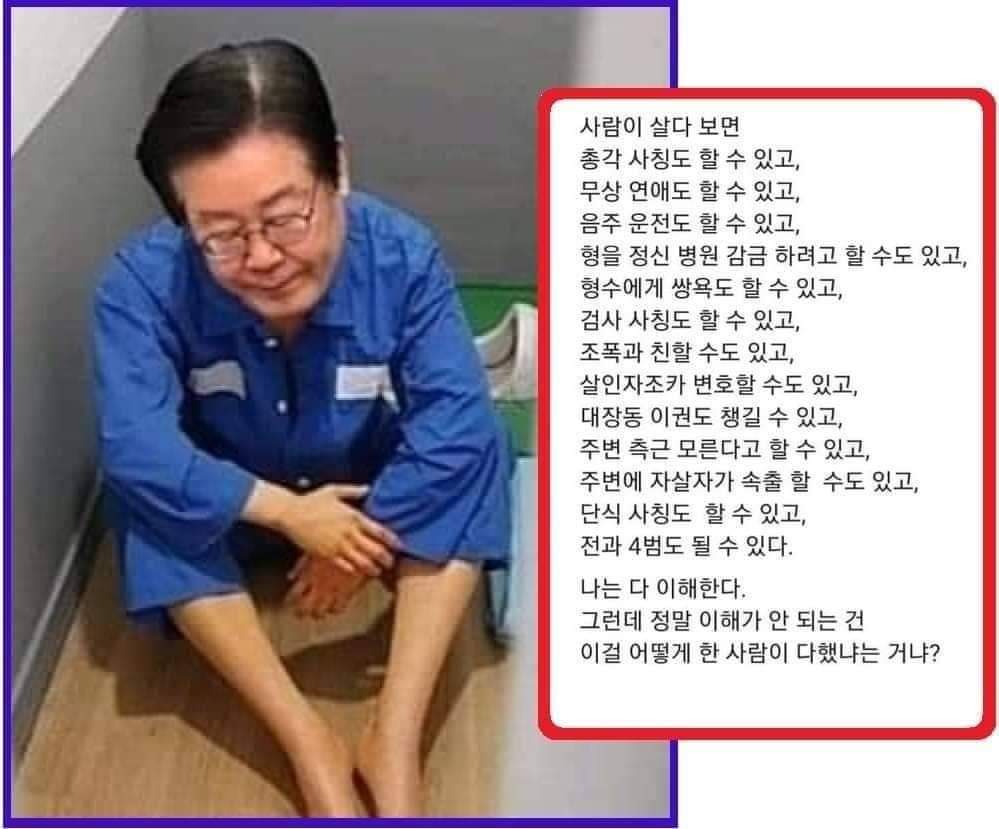 사람이 살다 보면
총각 사칭도 할 수 있고,
무상 연애도 할 수 있고,
음주 운전도 할 수 있고,
형을 정신 병원 감금 하려고 할 수도 있고,
형수에게 쌍욕도 할 수 있고,
검사 사칭도 할 수 있고,
조폭과 친할 수도 있고,
살인자조카 변호할 수도 있고,
대장동 이권도 챙길 수 있고,
주변 측근 모른다고 할 수 있고,
주변에 자살자가 속출 할 수도 있고,
단식 사칭도 할 수 있고,
전과 4범도 될 수 있다.
나는 다 이해한다.
그런데 정말 이해가 안 되는 건
이걸 어떻게 한 사람이 다했냐는 거냐?